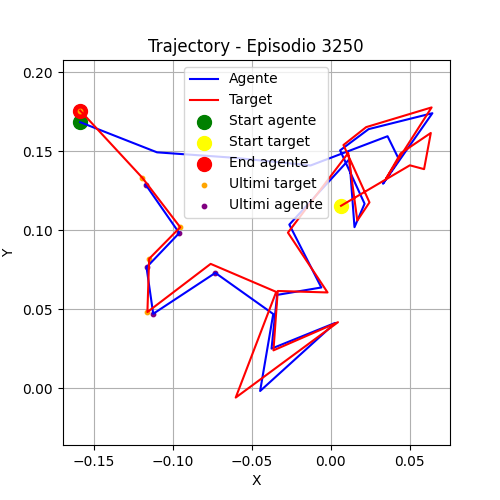 Trajectory - Episodio 3250
Agente
Target
Start agente
Start target
End agente
Ultimi target
Ultimi agente
0.20
0.15
0.10
0.05
0.00
Y
−0.15
−0.10
−0.05
0.00
0.05
X